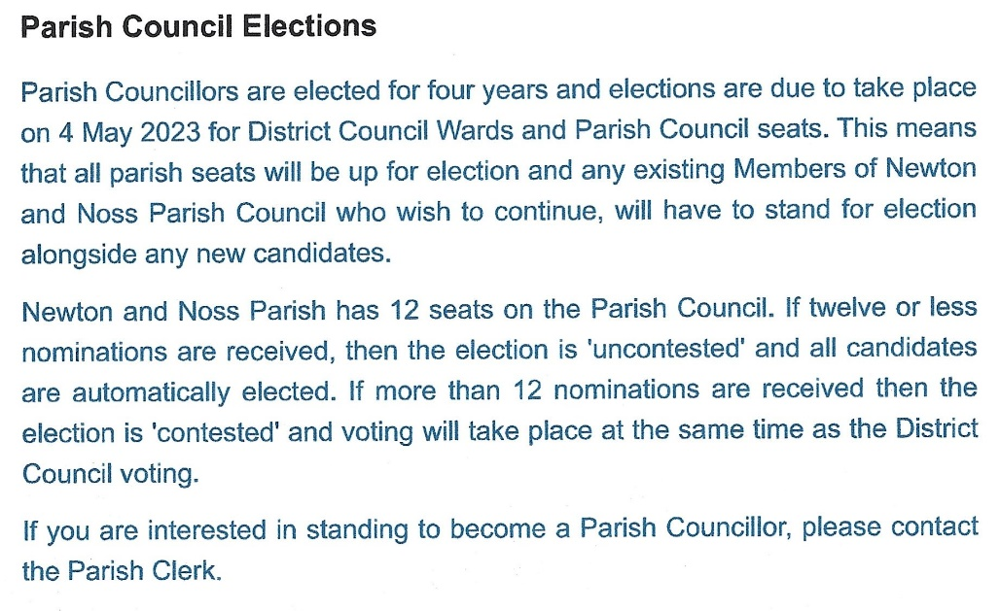 Parish Council Elections
Parish Councillors are elected for four years and elections are due to take place
on 4 May 2023 for District Council Wards and Parish Council seats. This means
that all parish seats will be up for election and any existing Members of Newton
and Noss Parish Council who wish to continue, will have to stand for election
alongside any new candidates.
Newton and Noss Parish has 12 seats on the Parish Council. If twelve or less
nominations are received, then the election is 'uncontested' and all candidates
are automatically elected. If more than 12 nominations are received then the
election is 'contested' and voting will take place at the same time as the District
Council voting.
If you are interested in standing to become a Parish Councillor, please contact
the Parish Clerk.